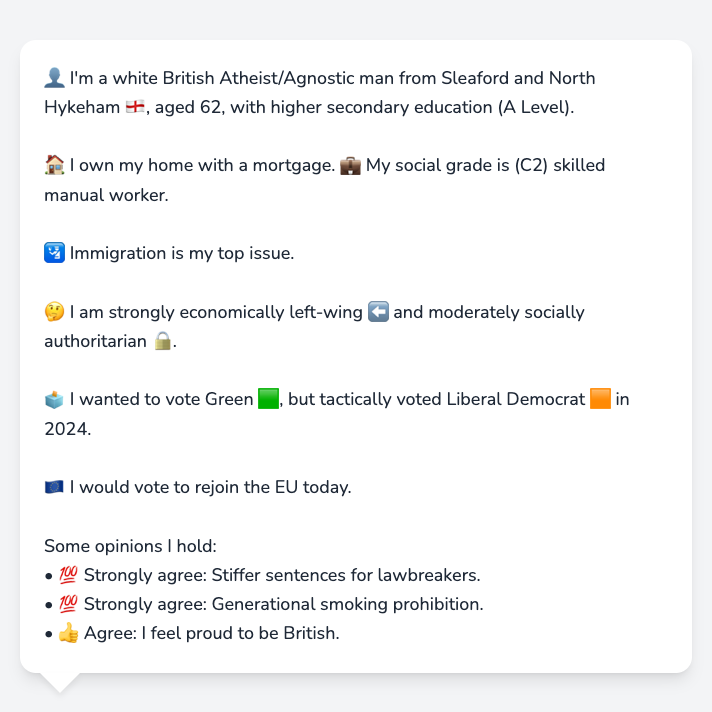 👤 I'm a white British Atheist/Agnostic man from Sleaford and North
Hykeham 🏴󠁧󠁢󠁥󠁮󠁧󠁿, aged 62, with higher secondary education (A Level).
🏠 I own my home with a mortgage. 💼 My social grade is (C2) skilled
manual worker.
🛂 Immigration is my top issue.
🤔 I am strongly economically left-wing ⬅️ and moderately socially
authoritarian 🔒.
🗳️ I wanted to vote Green 🟩, but tactically voted Liberal Democrat 🟧 in
2024.
🇪🇺 I would vote to rejoin the EU today.
Some opinions I hold:
• 💯 Strongly agree: Stiffer sentences for lawbreakers.
• 💯 Strongly agree: Generational smoking prohibition.
• 👍 Agree: I feel proud to be British.